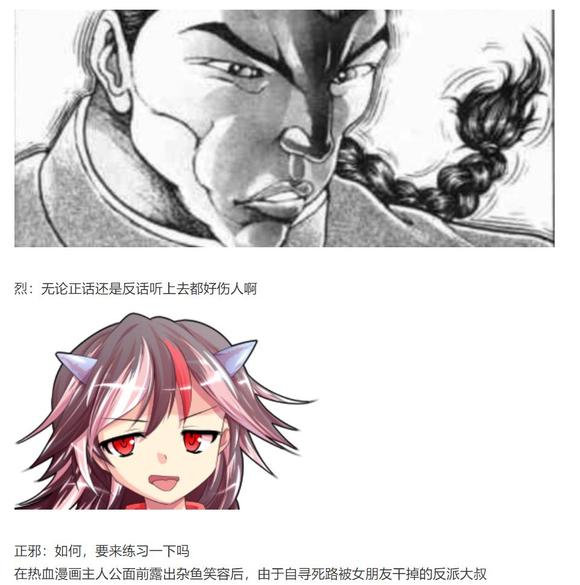 烈：无论正话还是反话听上去都好伤人啊
正邪：如何，要来练习一下吗
在热血漫画主人公面前露出杂鱼笑容后，由于自寻死路被女朋友干掉的反派大叔